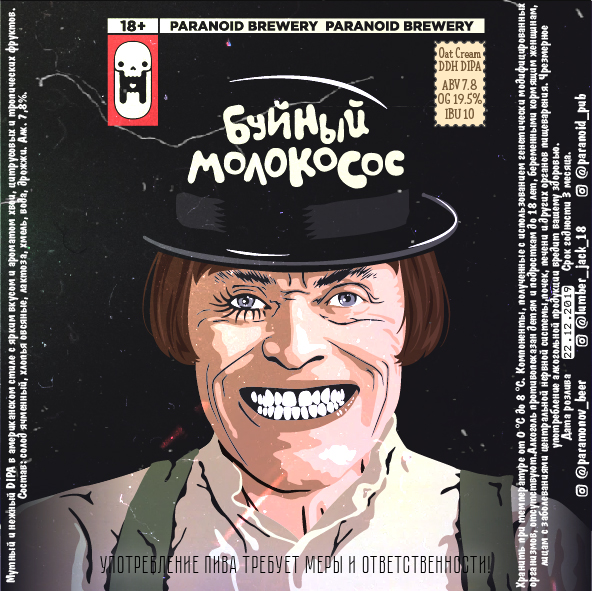 18+ PARANOID BREWERY PARANOID BREWERY
Oat Cream
DDH DIPA
ABV 7.8
OG 19.5%
IBU 10
БУЙНЫЙ
МОЛОКОСОС
Мутный и нежный DIPA в американском стиле с ярким вкусом и ароматом хвои, цитрусовых и тропических фруктов.
Состав: солод ячменный, хлопья овсяные, лактоза, хмель, вода, дрожжи. Алк. 7,8%.
Хранить при температуре от 0 °C до 8 °C. Компоненты, полученные с использованием генетически модифицированных
организмов, отсутствуют. Алкоголь противопоказан детям и подросткам до 18 лет, беременными кормящим женщинам,
лицам с заболеваниями центральной нервной системы, почек, печени и других органов пищеварения. Чрезмерное
употребление алкогольной продукции вредит вашему здоровью.
Дата розлива 22.12.2019 Срок годности 3 месяца.
@paramonov_beer @lumber_jack_18 @paranoid_pub
УПОТРЕБЛЕНИЕ ПИВА ТРЕБУЕТ МЕРЫ И ОТВЕТСТВЕННОСТИ!